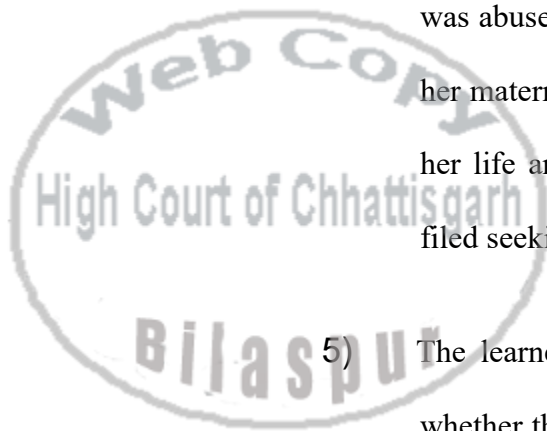 was abuse
her matern
her life an
filed seeki
5) The learne
whether th
Web Copy
High Court of Chhattisgarh
Bilaspur